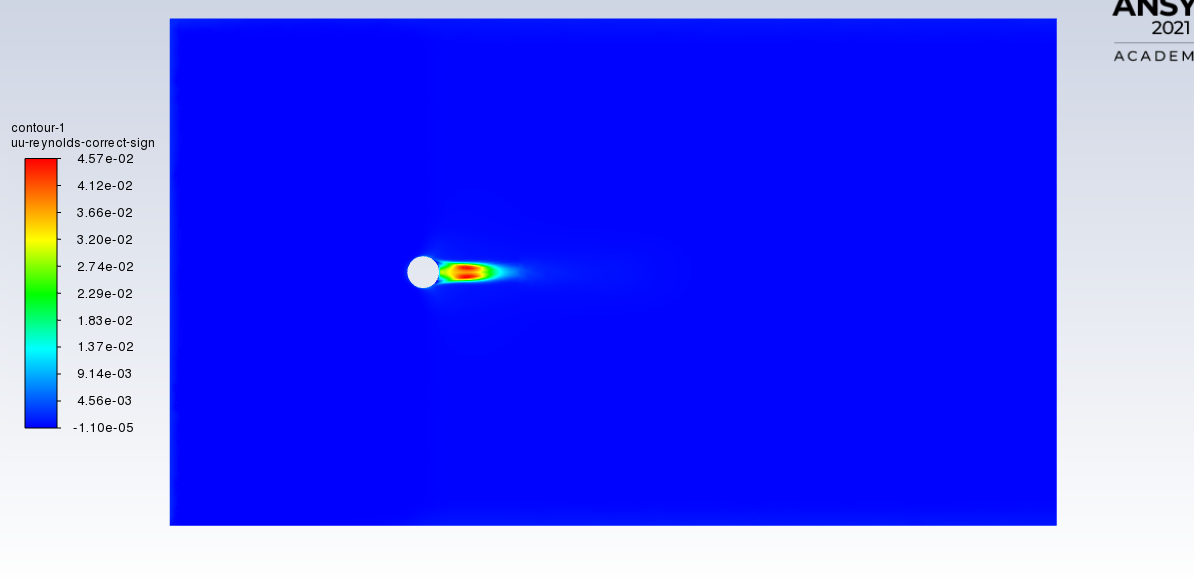 ANSY
2021
ACADEM
contour-1
uu-reynolds-correct-sign
4.57e-02
4.12e-02
3.66e-02
3.20e-02
2.74e-02
2.29e-02
1.83e-02
1.37e-02
9.14e-03
4.56e-03
-1.10e-05